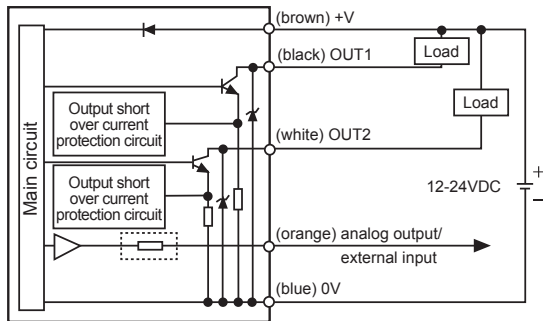 (brown) +V
(black) OUT1
Load
Load
Output short
over current
protection circuit
(white) OUT2
Main circuit
Output short
over current
protection circuit
12-24VDC
+
−
(orange) analog output/
external input
(blue) 0V